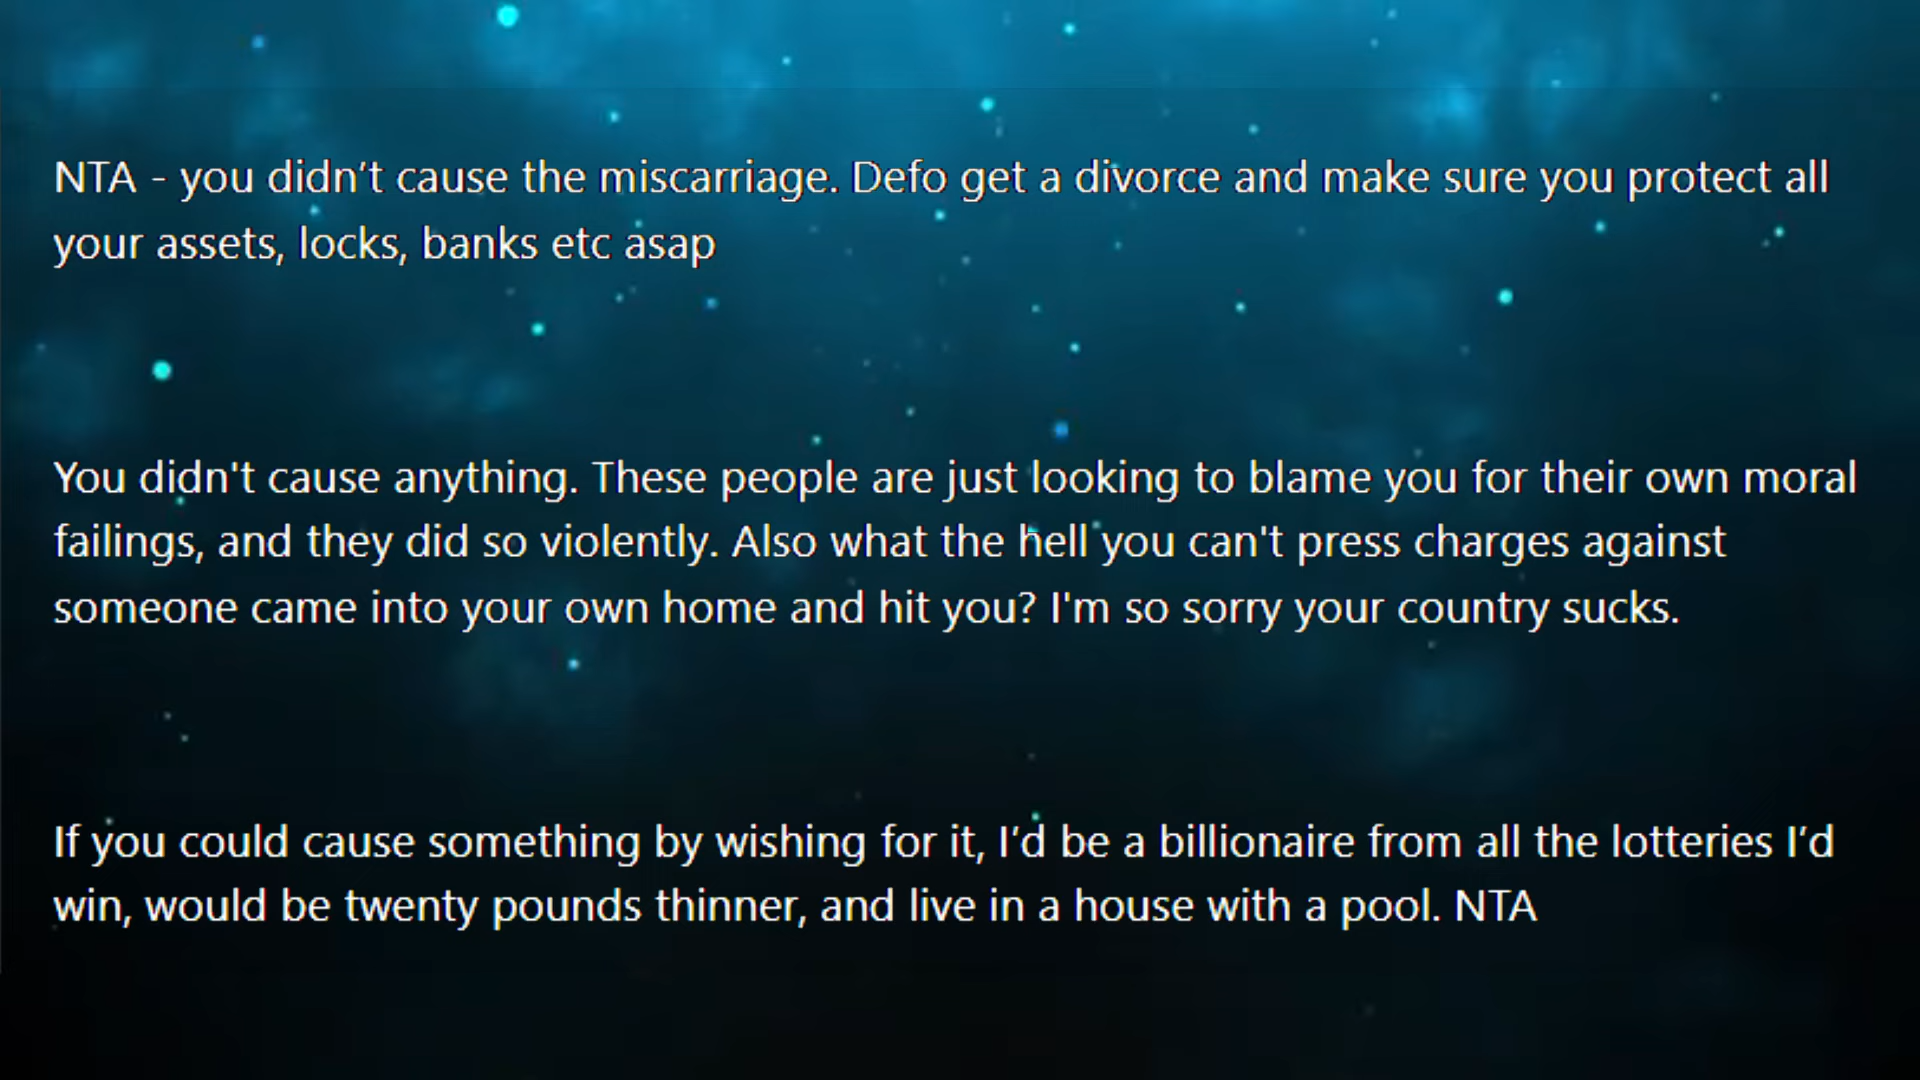 NTA - you didn’t cause the miscarriage. Defo get a divorce and make sure you protect all
your assets, locks, banks etc asap
You didn't cause anything. These people are just looking to blame you for their own moral
failings, and they did so violently. Also what the hell you can't press charges against
someone came into your own home and hit you? I'm so sorry your country sucks.
If you could cause something by wishing for it, I’d be a billionaire from all the lotteries I’d
win, would be twenty pounds thinner, and live in a house with a pool. NTA